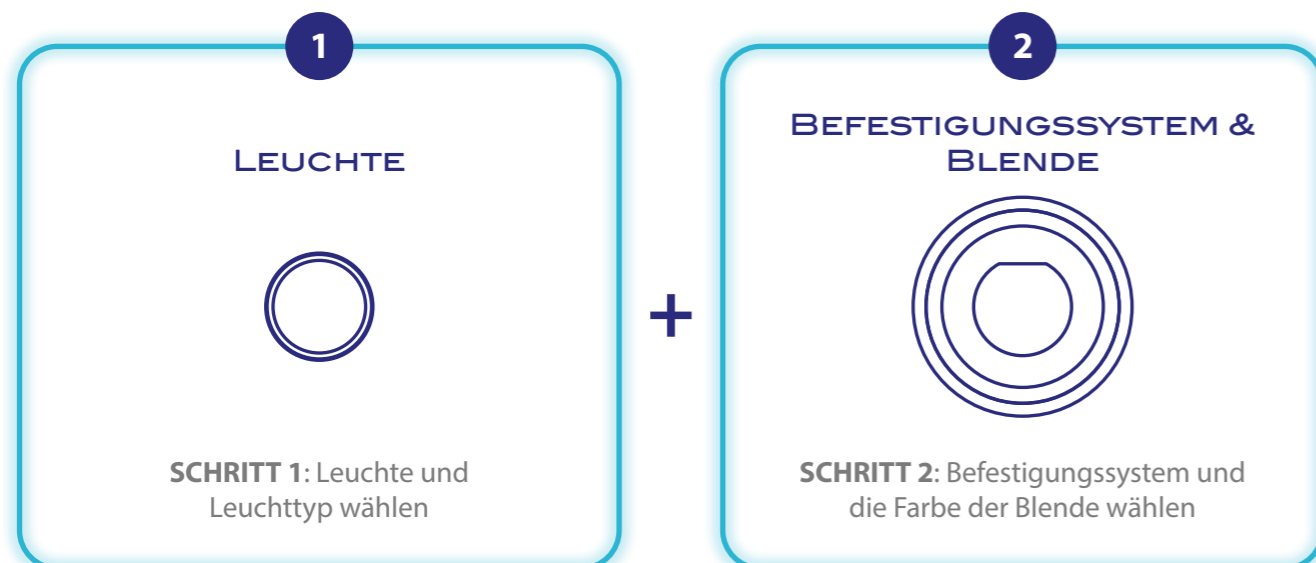 1
LEUCHTE
SCHRITT 1: Leuchte und
Leuchttyp wählen
+
2
BEFESTIGUNGSSYSTEM &
BLENDE
SCHRITT 2: Befestigungssystem und
die Farbe der Blende wählen